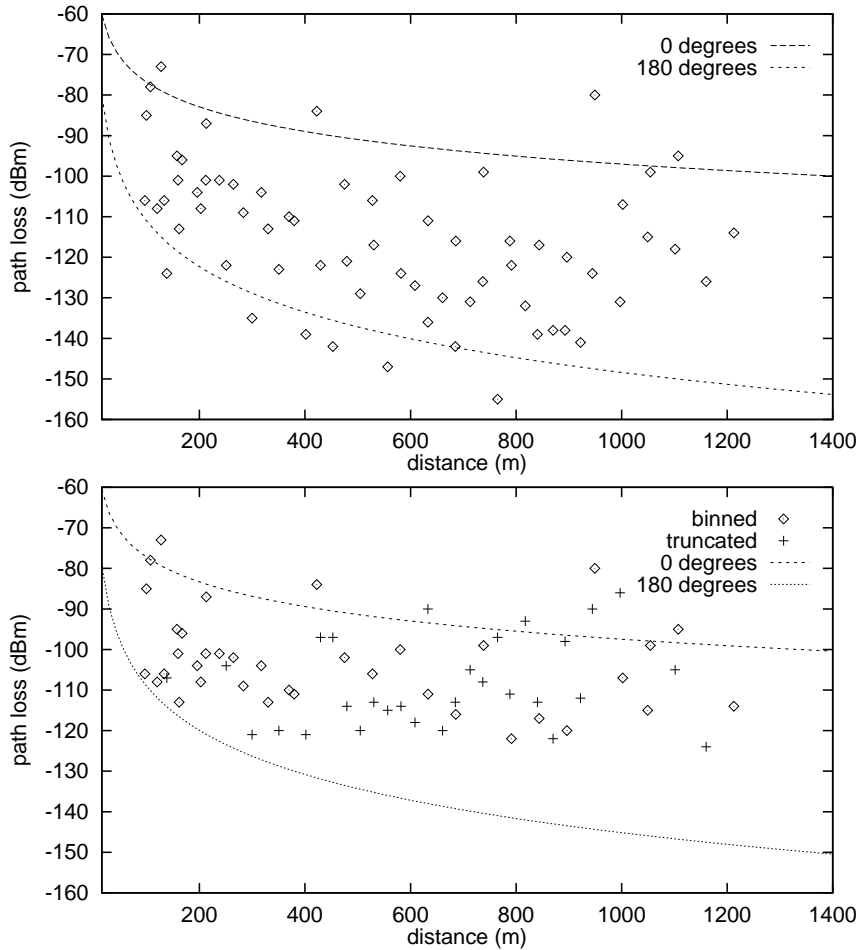 -60
-70
-80
-90
-100
-110
-120
-130
-140
-150
-160
path loss (dBm)
0 degrees
180 degrees
200 400 600 800 1000 1200 1400
distance (m)
-60
-70
-80
-90
-100
-110
-120
-130
-140
-150
-160
path loss (dBm)
binned
truncated
0 degrees
180 degrees
200 400 600 800 1000 1200 1400
distance (m)